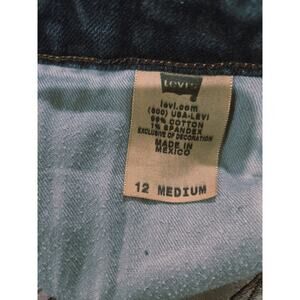 Levi's
levi.com
(800) USA-LEVI
99% COTTON
1% SPANDEX
EXCLUSIVE OF DECORATION
MADE IN
MEXICO
12 MEDIUM